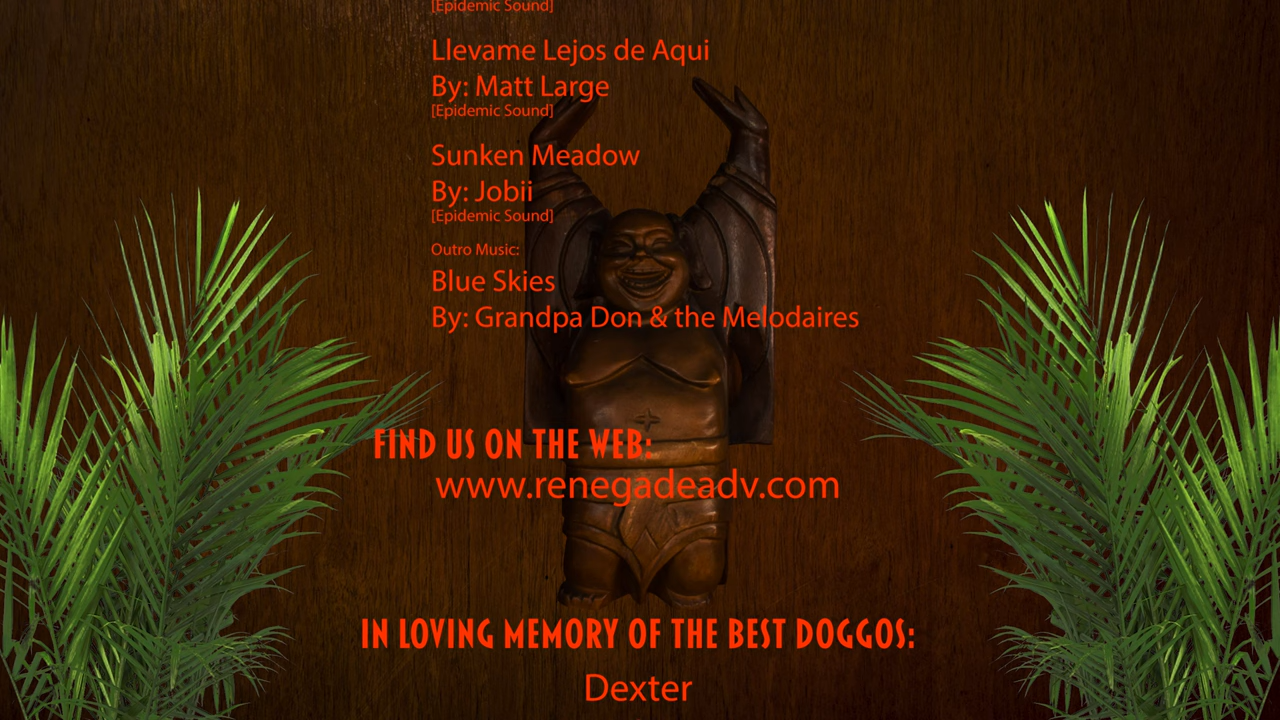 [Epidemic Sound]
Llevame Lejos de Aqui
By: Matt Large
[Epidemic Sound]
Sunken Meadow
By: Jobii
[Epidemic Sound]
Outro Music:
Blue Skies
By: Grandpa Don & the Melodaires
FIND US ON THE WEB:
www.renegadeadv.com
IN LOVING MEMORY OF THE BEST DOGGOS:
Dexter